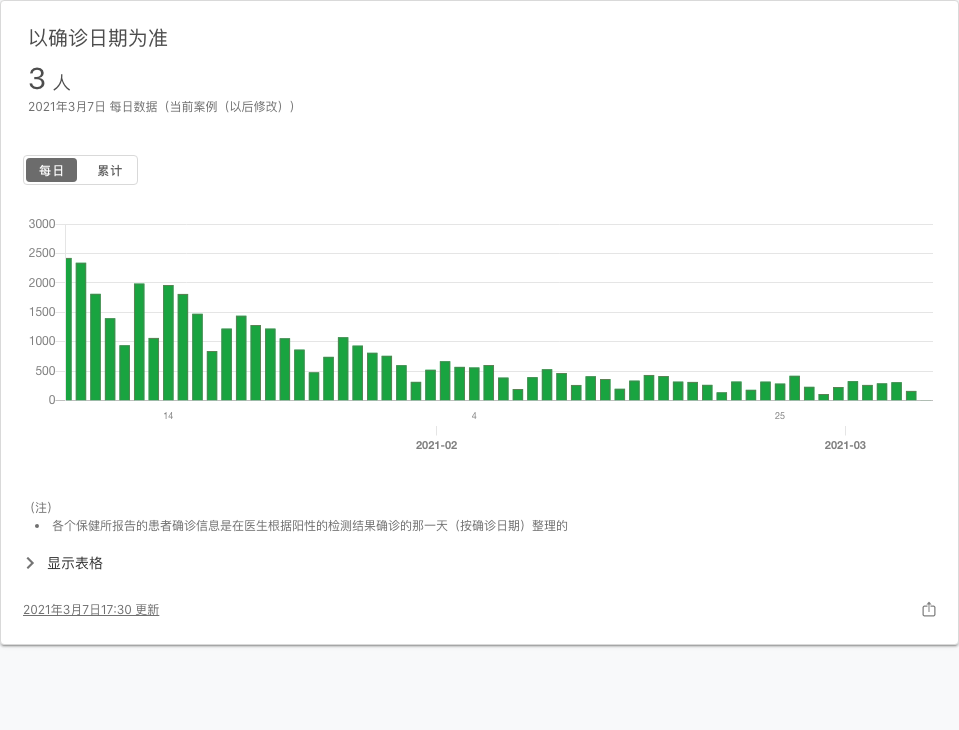 以确诊日期为准
3 人
2021年3月7日 每日数据（当前案例（以后修改））
每日 累计
3000
2500
2000
1500
1000
500
0
14 4 25
2021-02 2021-03
（注）
• 各个保健所报告的患者确诊信息是在医生根据阳性的检测结果确诊的那一天（按确诊日期）整理的
显示表格
2021年3月7日17:30 更新